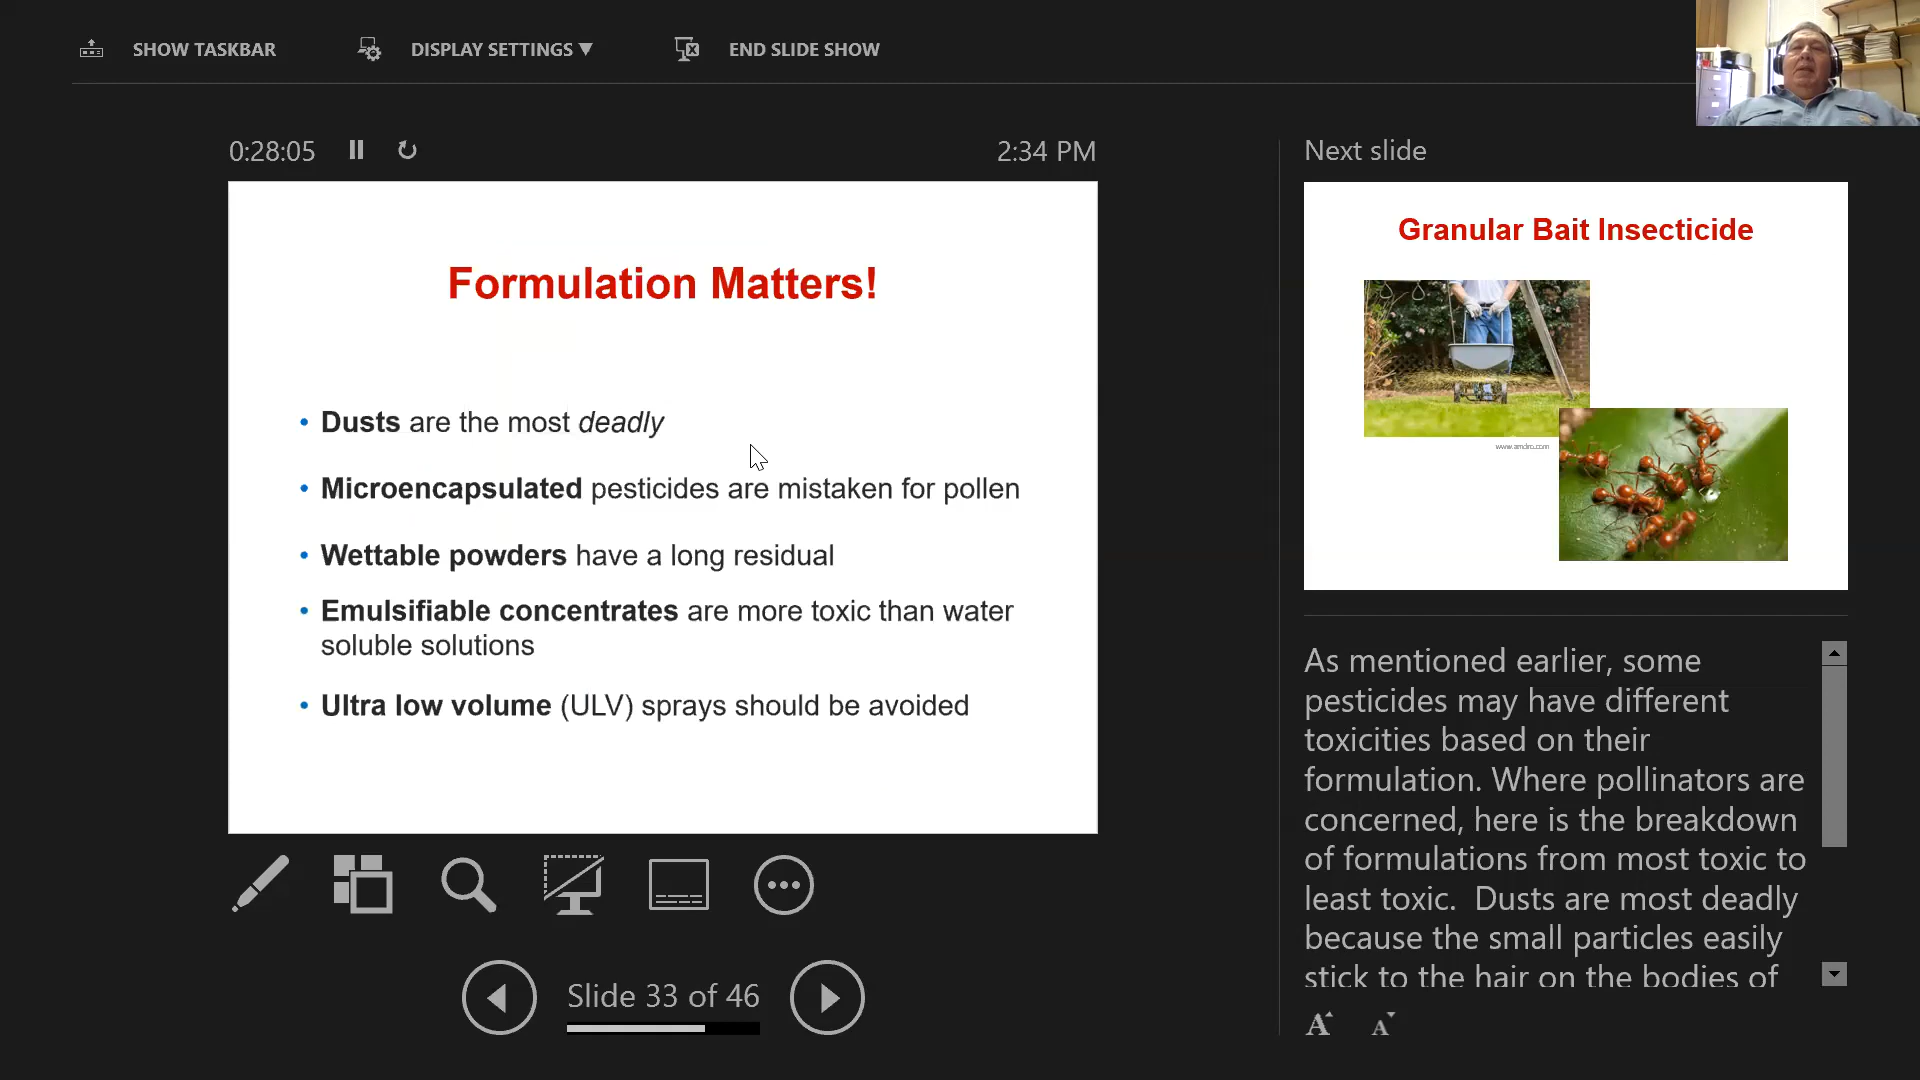 SHOW TASKBAR
DISPLAY SETTINGS ▼
END SLIDE SHOW
0:28:05
2:34 PM
Formulation Matters!
• Dusts are the most deadly
• Microencapsulated pesticides are mistaken for pollen
• Wettable powders have a long residual
• Emulsifiable concentrates are more toxic than water
soluble solutions
• Ultra low volume (ULV) sprays should be avoided
Slide 33 of 46
Next slide
Granular Bait Insecticide
www.amdro.com
As mentioned earlier, some
pesticides may have different
toxicities based on their
formulation. Where pollinators are
concerned, here is the breakdown
of formulations from most toxic to
least toxic.  Dusts are most deadly
because the small particles easily
stick to the hair on the bodies of
A A